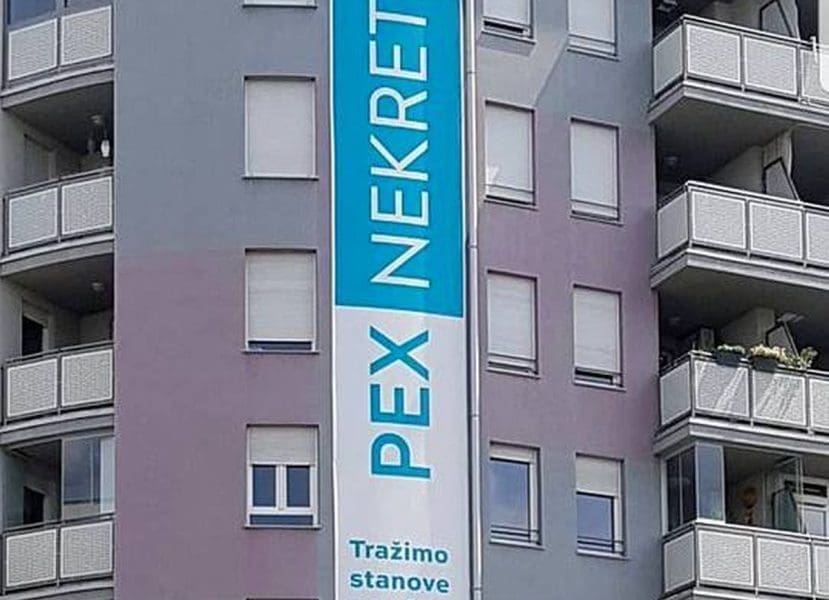 PEX NEKRET
Tražimo
stanove